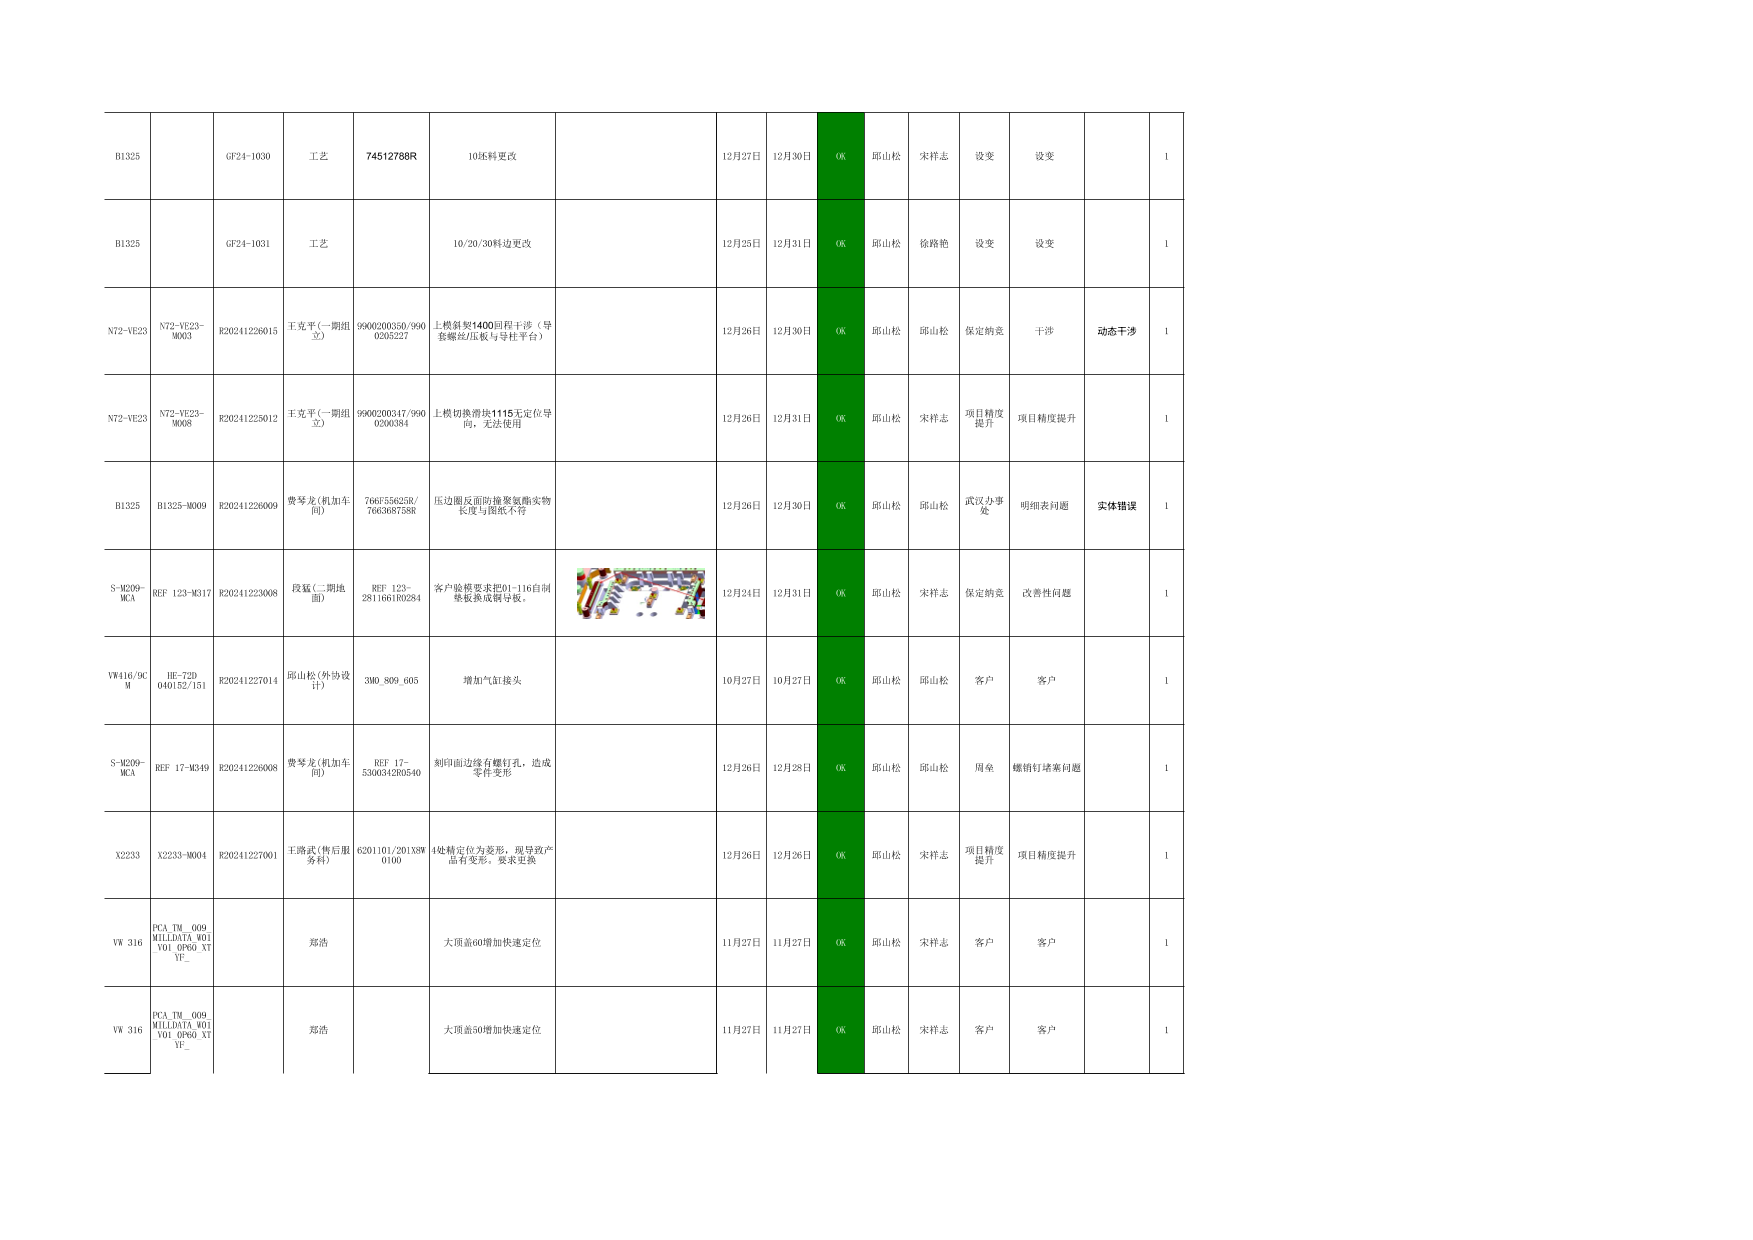 B1325 GF24-1030 工艺 74512788R 10坯料更改 12月27日 12月30日 OK 邱山松 宋祥志 设变 设变 1
B1325 GF24-1031 工艺 10/20/30料边更改 12月25日 12月31日 OK 邱山松 徐路艳 设变 设变 1
N72-VE23 N72-VE23-M003 R20241226015 王克平(一期组立) 9900200350/9900205227 上模斜契1400回程干涉（导套螺丝/压板与导柱平台） 12月26日 12月30日 OK 邱山松 邱山松 保定纳竞 干涉 动态干涉 1
N72-VE23 N72-VE23-M008 R20241225012 王克平(一期组立) 9900200347/9900200384 上模切换滑块1115无定位导向，无法使用 12月26日 12月31日 OK 邱山松 宋祥志 项目精度提升 项目精度提升 1
B1325 B1325-M009 R20241226009 费琴龙(机加车间) 766F55625R/766368758R 压边圈反面防撞聚氨酯实物长度与图纸不符 12月26日 12月30日 OK 邱山松 邱山松 武汉办事处 明细表问题 实体错误 1
S-M209-MCA REF 123-M317 R20241223008 段猛(二期地面) REF 123-2811661R0284 客户验模要求把01-116自制垫板换成铜导板。 12月24日 12月31日 OK 邱山松 宋祥志 保定纳竞 改善性问题 1
VW416/9CM HE-72D 040152/151 R20241227014 邱山松(外协设计) 3M0_809_605 增加气缸接头 10月27日 10月27日 OK 邱山松 邱山松 客户 客户 1
S-M209-MCA REF 17-M349 R20241226008 费琴龙(机加车间) REF 17-5300342R0540 刻印面边缘有螺钉孔，造成零件变形 12月26日 12月28日 OK 邱山松 邱山松 周垒 螺销钉堵塞问题 1
X2233 X2233-M004 R20241227001 王路武(售后服务科) 6201101/201X8W0100 4处精定位为菱形，现导致产品有变形。要求更换 12月26日 12月26日 OK 邱山松 宋祥志 项目精度提升 项目精度提升 1
VW 316 PCA_TM__009_MILLDATA_W01_V01_OP60_XTYF_ 郑浩 大顶盖60增加快速定位 11月27日 11月27日 OK 邱山松 宋祥志 客户 客户 1
VW 316 PCA_TM__009_MILLDATA_W01_V01_OP60_XTYF_ 郑浩 大顶盖50增加快速定位 11月27日 11月27日 OK 邱山松 宋祥志 客户 客户 1